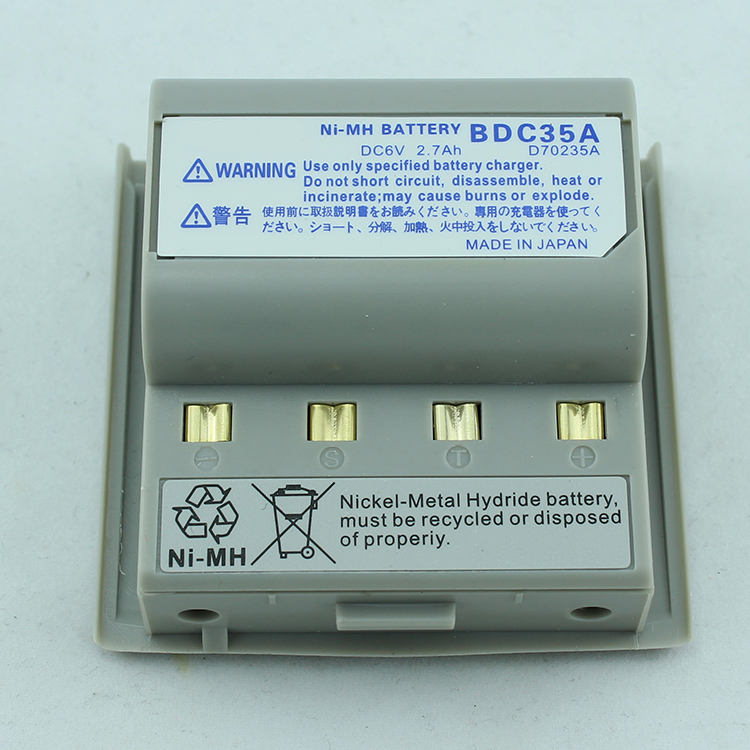 Ni-MH BATTERY BDC35A
DC6V 2.7Ah D70235A
WARNING
Use only specified battery charger.
Do not short circuit, disassemble, heat or
incinerate;may cause burns or explode.
警告
使用前に取扱説明書をお読みください。専用の充電器を使ってく
ださい。ショート、分解、加熱、火中投入をしないでください。
MADE IN JAPAN
− S T +
Ni-MH
Nickel-Metal Hydride battery,
must be recycled or disposed
of properiy.